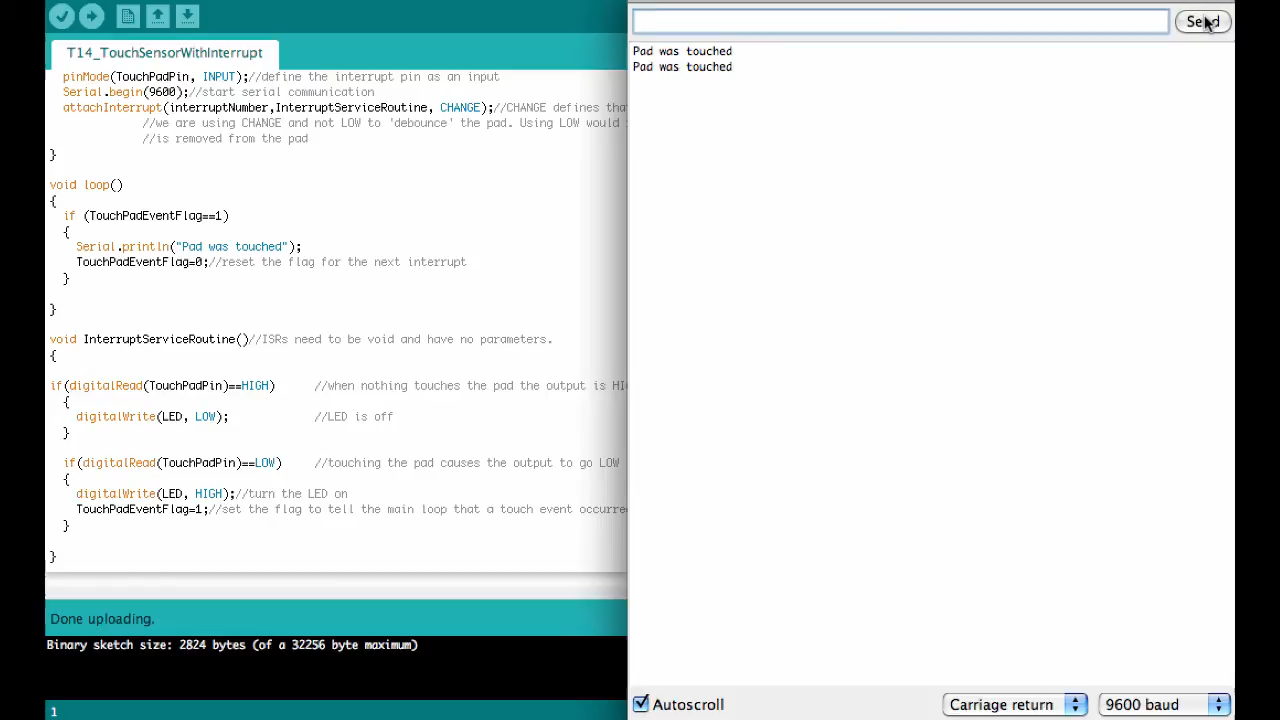 T14_TouchSensorWithInterrupt
pinMode(TouchPadPin, INPUT);//define the interrupt pin as an input
Serial.begin(9600);//start serial communication
attachInterrupt(interruptNumber,InterruptServiceRoutine, CHANGE);//CHANGE defines
//we are using CHANGE and not LOW to 'debounce' the pad. Using LOW would
//is removed from the pad
}
void loop()
{
if (TouchPadEventFlag==1)
{
Serial.println("Pad was touched");
TouchPadEventFlag=0;//reset the flag for the next interrupt
}
}
void InterruptServiceRoutine()//ISRs need to be void and have no parameters.
{
if(digitalRead(TouchPadPin)==HIGH) //when nothing touches the pad the output is
{
digitalWrite(LED, LOW); //LED is off
}
if(digitalRead(TouchPadPin)==LOW) //touching the pad causes the output to go LOW
{
digitalWrite(LED, HIGH);//turn the LED on
TouchPadEventFlag=1;//set the flag to tell the main loop that a touch event
}
}
Done uploading.
Binary sketch size: 2824 bytes (of a 32256 byte maximum)
1
Send
Pad was touched
Pad was touched
Autoscroll
Carriage return
9600 baud